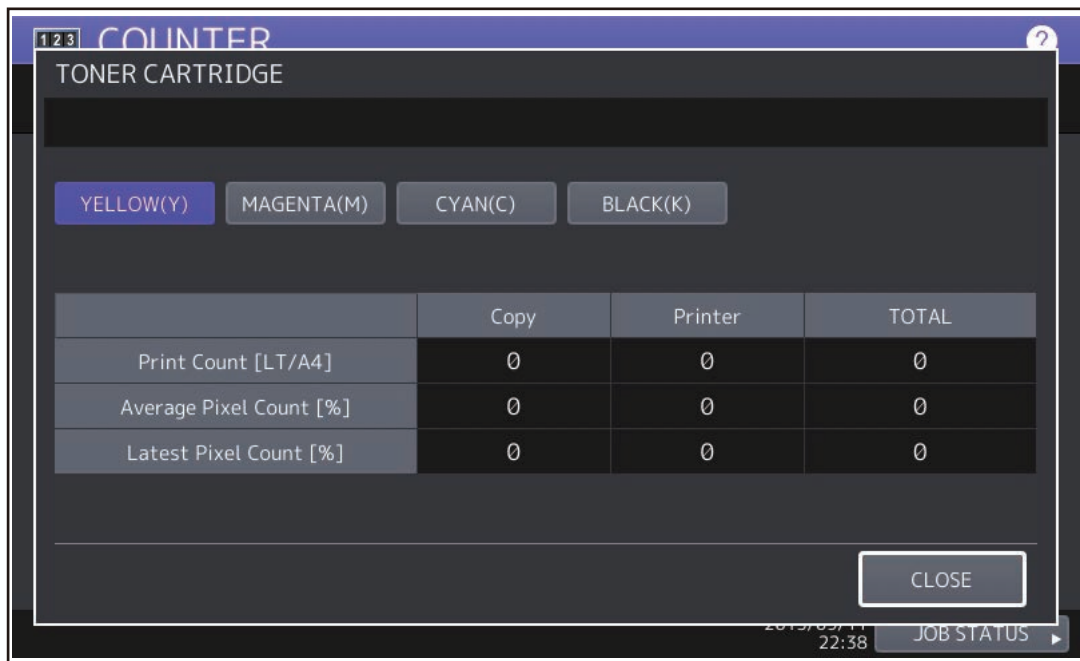 123 COUNTER ?
TONER CARTRIDGE
YELLOW(Y) MAGENTA(M) CYAN(C) BLACK(K)
Copy Printer TOTAL
Print Count [LT/A4] 0 0 0
Average Pixel Count [%] 0 0 0
Latest Pixel Count [%] 0 0 0
CLOSE
22:38 JOB STATUS